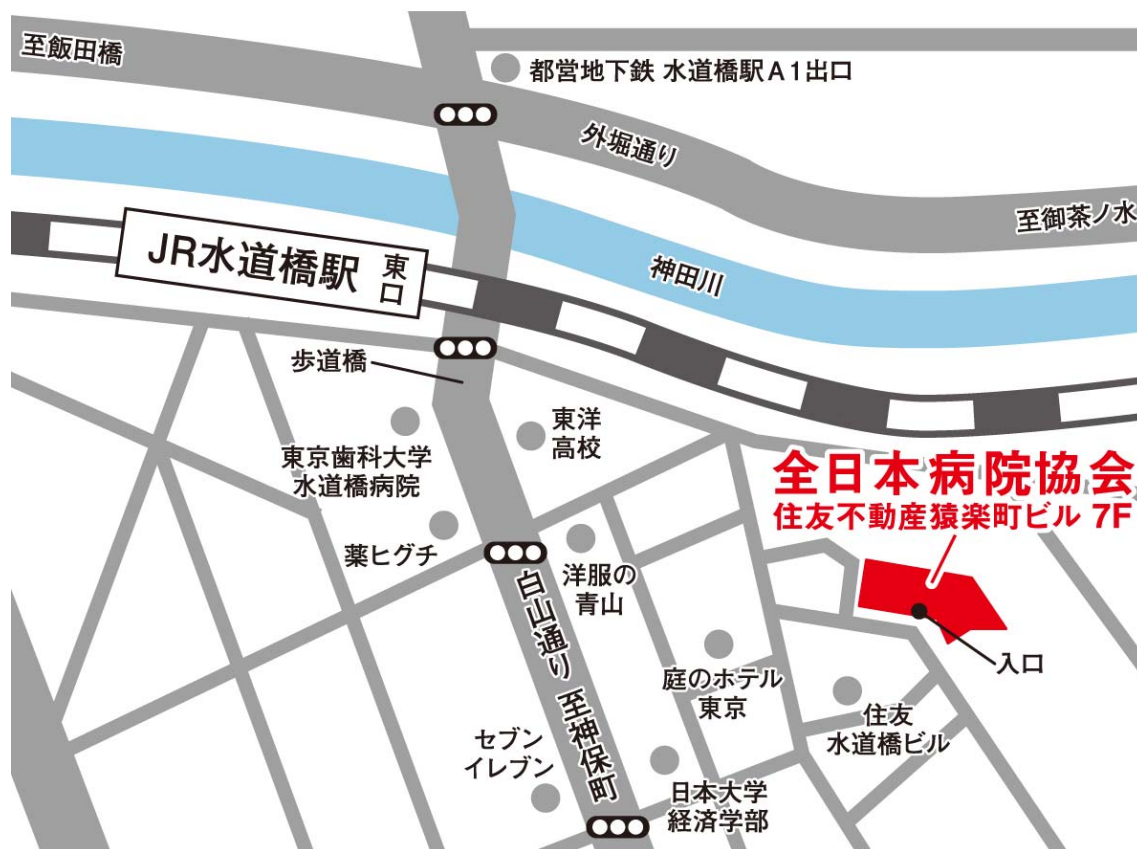 至飯田橋
都営地下鉄 水道橋駅A1出口
外堀通り
至御茶ノ水
JR水道橋駅
東口
神田川
歩道橋
東洋
高校
東京歯科大学
水道橋病院
全日本病院協会
住友不動産猿楽町ビル 7F
薬ヒグチ
洋服の
青山
白山通り 至神保町
入口
庭のホテル
東京
住友
水道橋ビル
セブン
イレブン
日本大学
経済学部